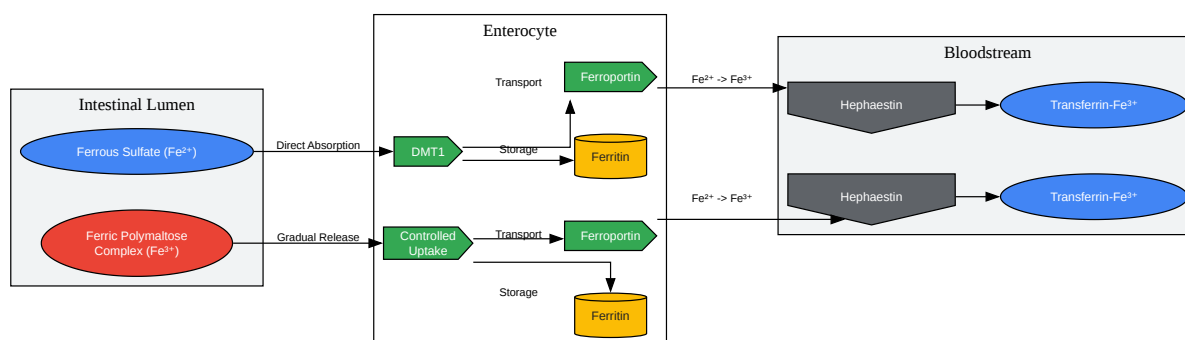 Intestinal Lumen
Ferrous Sulfate (Fe²⁺)
Ferric Polymaltose
Complex (Fe³⁺)
Direct Absorption
Gradual Release
Enterocyte
DMT1
Transport
Ferroportin
Storage
Ferritin
Controlled
Uptake
Transport
Ferroportin
Storage
Ferritin
Fe²⁺ -> Fe³⁺
Fe²⁺ -> Fe³⁺
Bloodstream
Hephaestin
Transferrin-Fe³⁺
Hephaestin
Transferrin-Fe³⁺